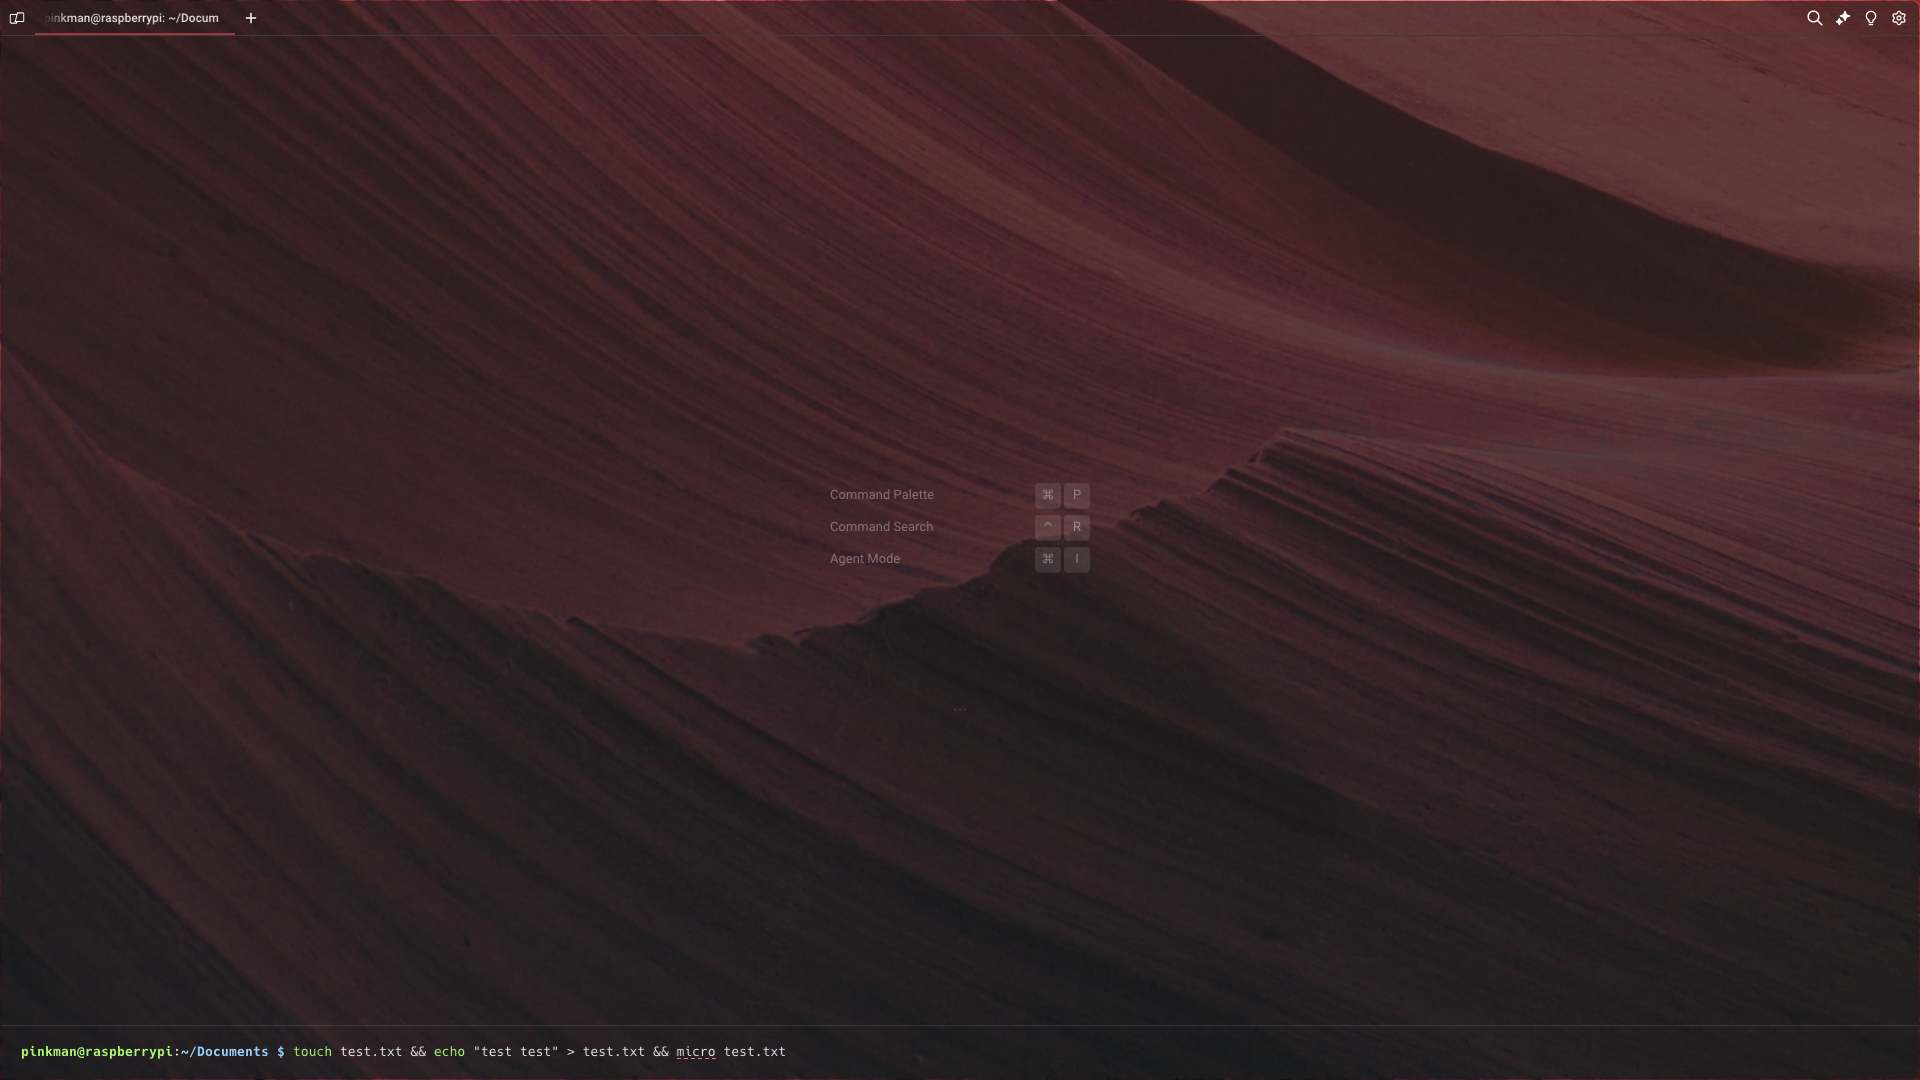 pinkman@raspberrypi: ~/Docum
Command Palette ⌘ P
Command Search ^ R
Agent Mode ⌘ I
...
pinkman@raspberrypi:~/Documents $ touch test.txt && echo "test test" > test.txt && micro test.txt